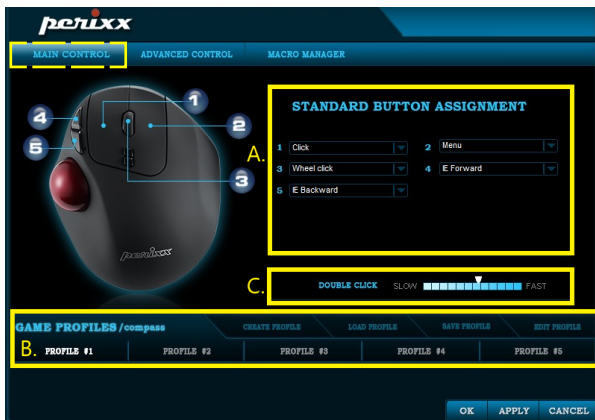 perixx
MAIN CONTROL ADVANCED CONTROL MACRO MANAGER
1
4
2
5
3
perixx
A.
STANDARD BUTTON ASSIGNMENT
1 Click 2 Menu
3 Wheel click 4 IE Forward
5 IE Backward
C.
DOUBLE CLICK SLOW FAST
GAME PROFILES /compass CREATE PROFILE LOAD PROFILE SAVE PROFILE EDIT PROFILE
B. PROFILE #1 PROFILE #2 PROFILE #3 PROFILE #4 PROFILE #5
OK APPLY CANCEL